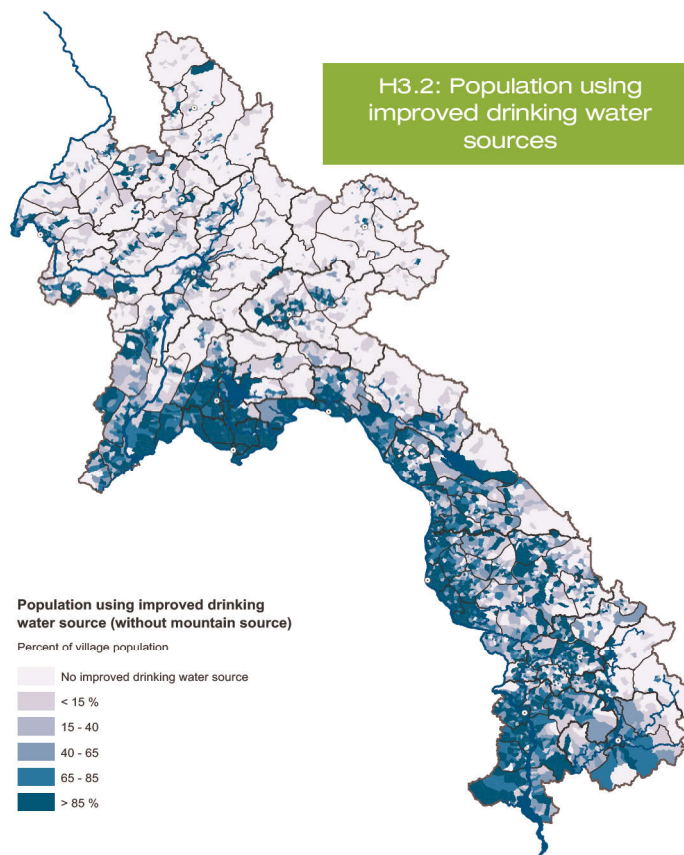 H3.2: Population using
improved drinking water
sources
Population using improved drinking
water source (without mountain source)
Percent of village population
No improved drinking water source
< 15 %
15 - 40
40 - 65
65 - 85
> 85 %